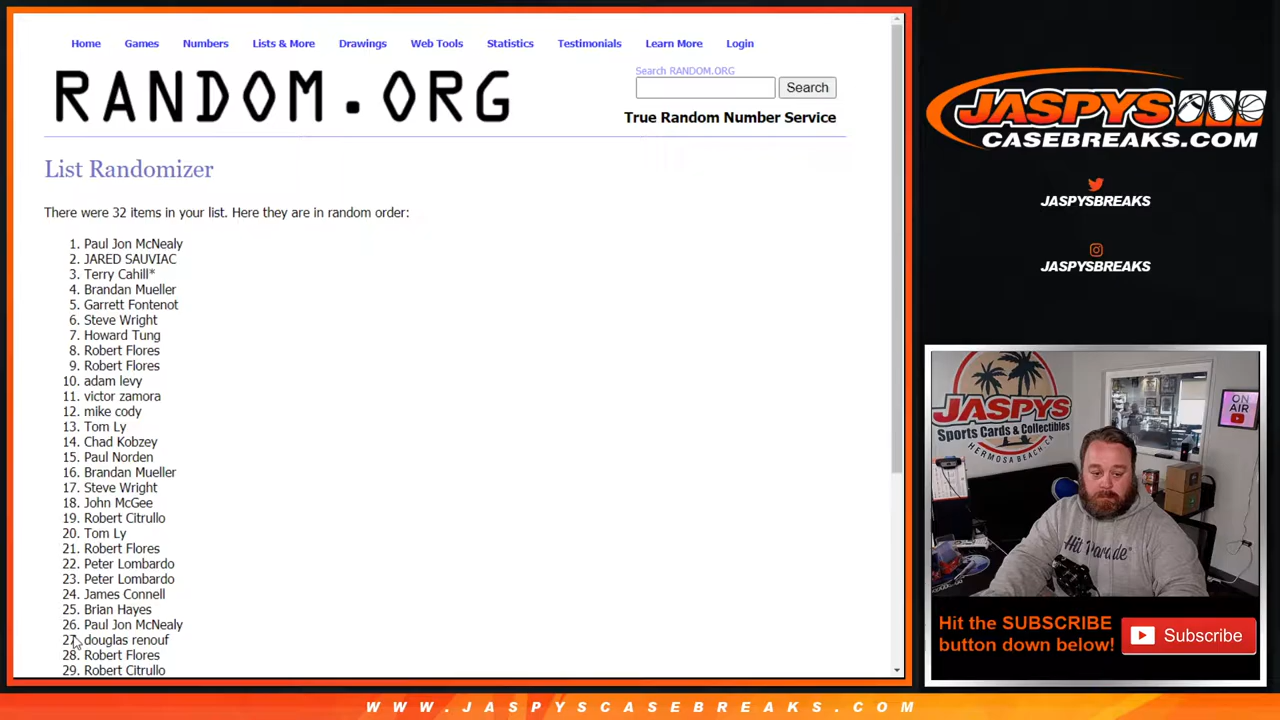 Home Games Numbers Lists & More Drawings Web Tools Statistics Testimonials Learn More Login
RANDOM.ORG
Search RANDOM.ORG
Search
True Random Number Service
List Randomizer
There were 32 items in your list. Here they are in random order:
1. Paul Jon McNealy
2. JARED SAUVIAC
3. Terry Cahill*
4. Brandan Mueller
5. Garrett Fontenot
6. Steve Wright
7. Howard Tung
8. Robert Flores
9. Robert Flores
10. adam levy
11. victor zamora
12. mike cody
13. Tom Ly
14. Chad Kobzey
15. Paul Norden
16. Brandan Mueller
17. Steve Wright
18. John McGee
19. Robert Citrullo
20. Tom Ly
21. Robert Flores
22. Peter Lombardo
23. Peter Lombardo
24. James Connell
25. Brian Hayes
26. Paul Jon McNealy
27. douglas renouf
28. Robert Flores
29. Robert Citrullo
JASPYS
CASEBREAKS.COM
JASPYSBREAKS
JASPYSBREAKS
JASPYS
Sports Cards & Collectibles
HERMOSA BEACH CA
ON
AIR
Hit Parade
Hit the SUBSCRIBE
button down below!
Subscribe
WWW.JASPYSCASEBREAKS.COM